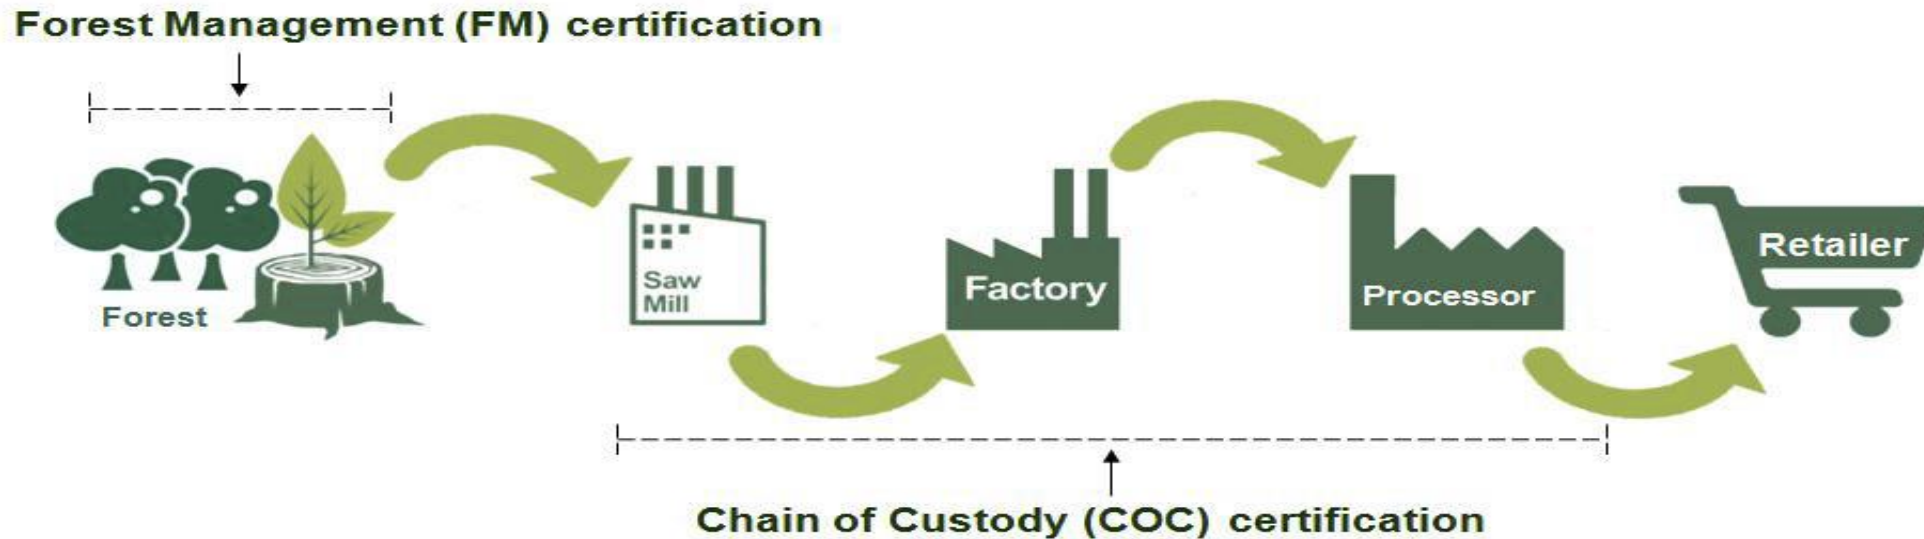 Forest Management (FM) certification
Forest
Saw
Mill
Factory
Processor
Retailer
Chain of Custody (COC) certification